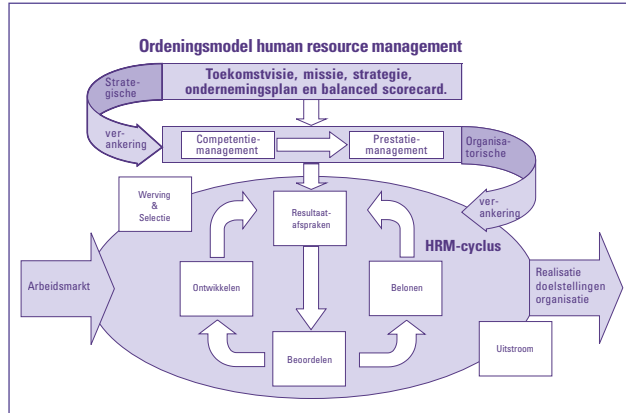 Ordeningsmodel human resource management
Strate-
gische
Toekomstvisie, missie, strategie,
ondernemingsplan en balanced scorecard.
ver-
ankering
Competentie-
management
Prestatie-
management
Organisa-
torische
ver-
ankering
Werving
&
Selectie
Resultaat-
afspraken
HRM-cyclus
Arbeidsmarkt
Ontwikkelen
Belonen
Realisatie
doelstellingen
organisatie
Beoordelen
Uitstroom